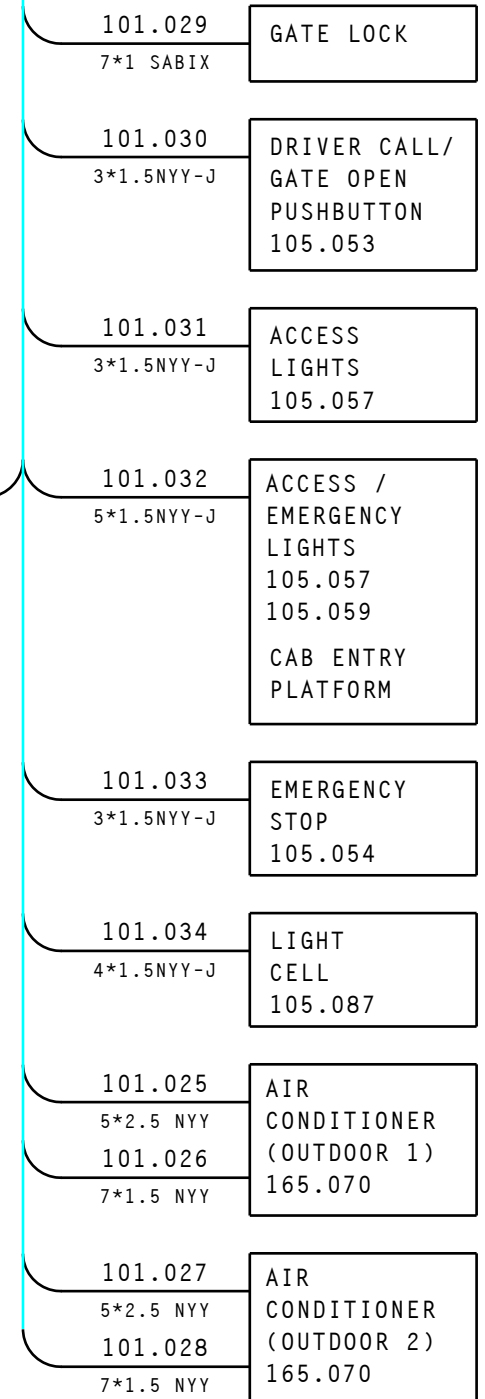 101.029
7*1 SABIX
GATE LOCK
101.030
3*1.5NYY-J
DRIVER CALL/
GATE OPEN
PUSHBUTTON
105.053
101.031
3*1.5NYY-J
ACCESS
LIGHTS
105.057
101.032
5*1.5NYY-J
ACCESS /
EMERGENCY
LIGHTS
105.057
105.059
CAB ENTRY
PLATFORM
101.033
3*1.5NYY-J
EMERGENCY
STOP
105.054
101.034
4*1.5NYY-J
LIGHT
CELL
105.087
101.025
5*2.5 NYY
101.026
7*1.5 NYY
AIR
CONDITIONER
(OUTDOOR 1)
165.070
101.027
5*2.5 NYY
101.028
7*1.5 NYY
AIR
CONDITIONER
(OUTDOOR 2)
165.070